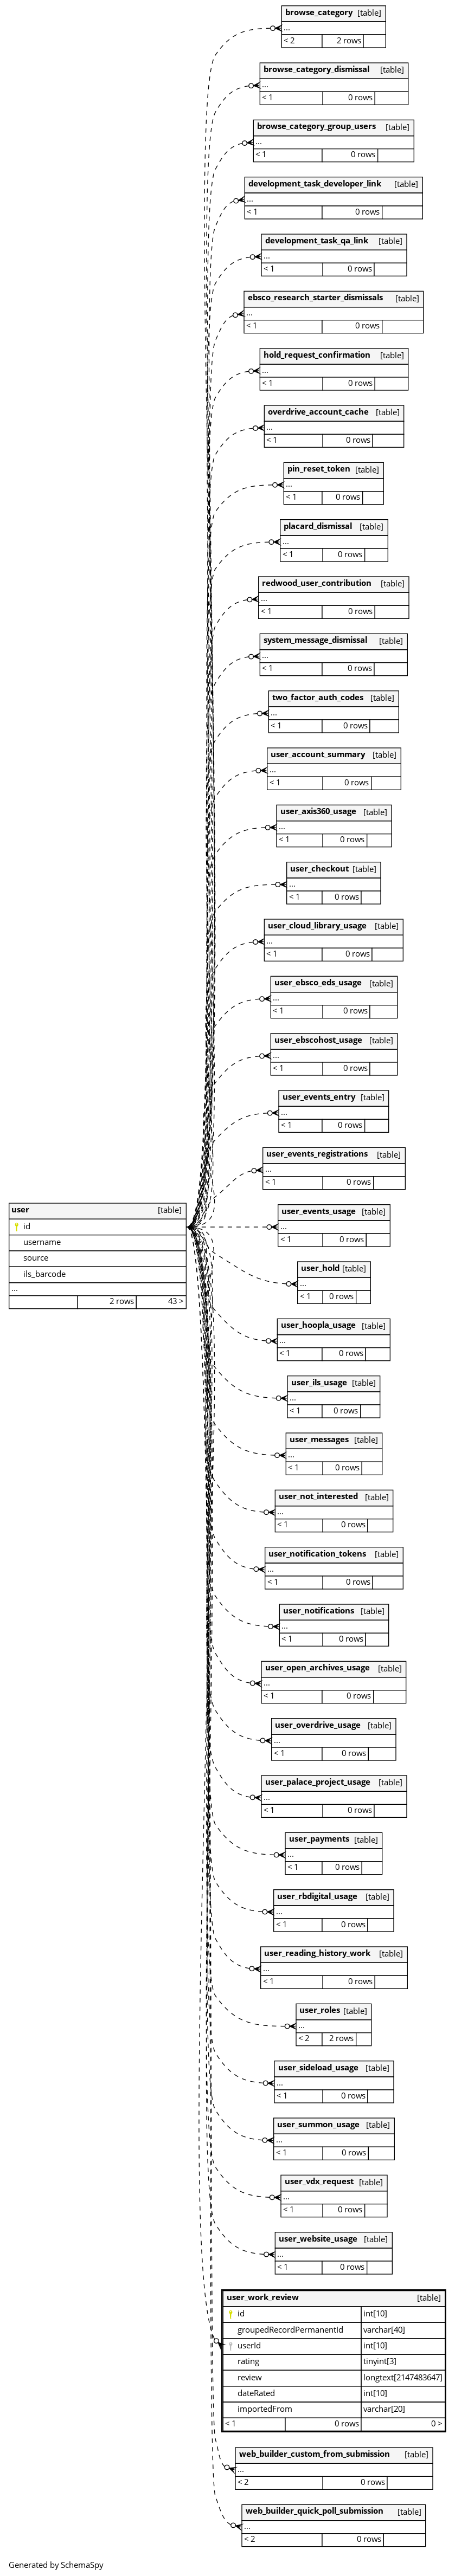 browse_category [table]
...
< 2 2 rows
browse_category_dismissal [table]
...
< 1 0 rows
browse_category_group_users [table]
...
< 1 0 rows
development_task_developer_link [table]
...
< 1 0 rows
development_task_qa_link [table]
...
< 1 0 rows
ebsco_research_starter_dismissals [table]
...
< 1 0 rows
hold_request_confirmation [table]
...
< 1 0 rows
overdrive_account_cache [table]
...
< 1 0 rows
pin_reset_token [table]
...
< 1 0 rows
placard_dismissal [table]
...
< 1 0 rows
redwood_user_contribution [table]
...
< 1 0 rows
system_message_dismissal [table]
...
< 1 0 rows
two_factor_auth_codes [table]
...
< 1 0 rows
user_account_summary [table]
...
< 1 0 rows
user_axis360_usage [table]
...
< 1 0 rows
user_checkout [table]
...
< 1 0 rows
user_cloud_library_usage [table]
...
< 1 0 rows
user_ebsco_eds_usage [table]
...
< 1 0 rows
user_ebscohost_usage [table]
...
< 1 0 rows
user_events_entry [table]
...
< 1 0 rows
user_events_registrations [table]
...
< 1 0 rows
user [table]
id
username
source
ils_barcode
...
2 rows 43 >
user_events_usage [table]
...
< 1 0 rows
user_hold [table]
...
< 1 0 rows
user_hoopla_usage [table]
...
< 1 0 rows
user_ils_usage [table]
...
< 1 0 rows
user_messages [table]
...
< 1 0 rows
user_not_interested [table]
...
< 1 0 rows
user_notification_tokens [table]
...
< 1 0 rows
user_notifications [table]
...
< 1 0 rows
user_open_archives_usage [table]
...
< 1 0 rows
user_overdrive_usage [table]
...
< 1 0 rows
user_palace_project_usage [table]
...
< 1 0 rows
user_payments [table]
...
< 1 0 rows
user_rbdigital_usage [table]
...
< 1 0 rows
user_reading_history_work [table]
...
< 1 0 rows
user_roles [table]
...
< 2 2 rows
user_sideload_usage [table]
...
< 1 0 rows
user_summon_usage [table]
...
< 1 0 rows
user_vdx_request [table]
...
< 1 0 rows
user_website_usage [table]
...
< 1 0 rows
user_work_review [table]
id int[10]
groupedRecordPermanentId varchar[40]
userId int[10]
rating tinyint[3]
review longtext[2147483647]
dateRated int[10]
importedFrom varchar[20]
< 1 0 rows 0 >
web_builder_custom_from_submission [table]
...
< 2 0 rows
web_builder_quick_poll_submission [table]
...
< 2 0 rows
Generated by SchemaSpy